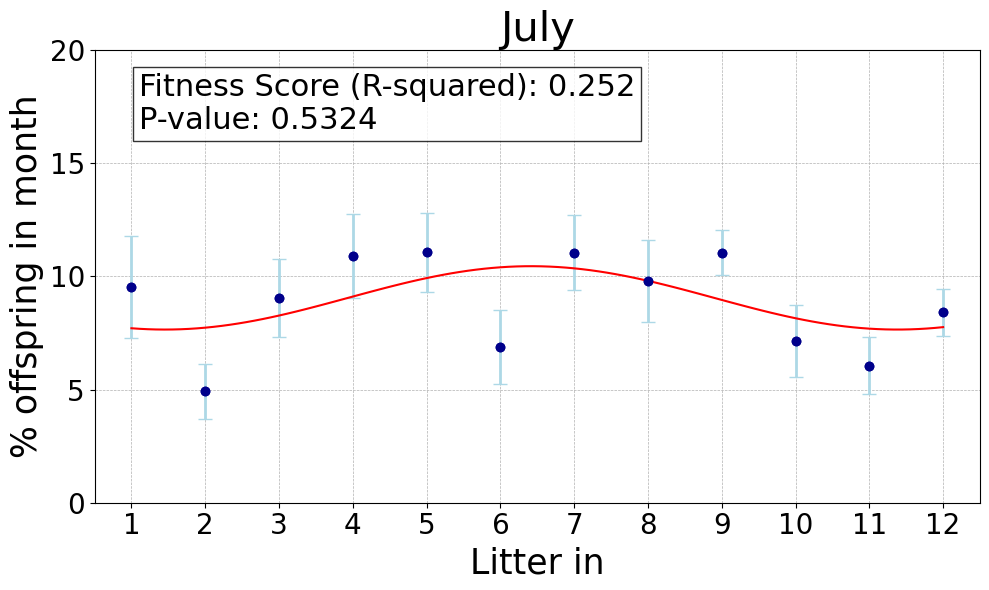 July
Fitness Score (R-squared): 0.252
P-value: 0.5324
% offspring in month
20
15
10
5
0
1 2 3 4 5 6 7 8 9 10 11 12
Litter in